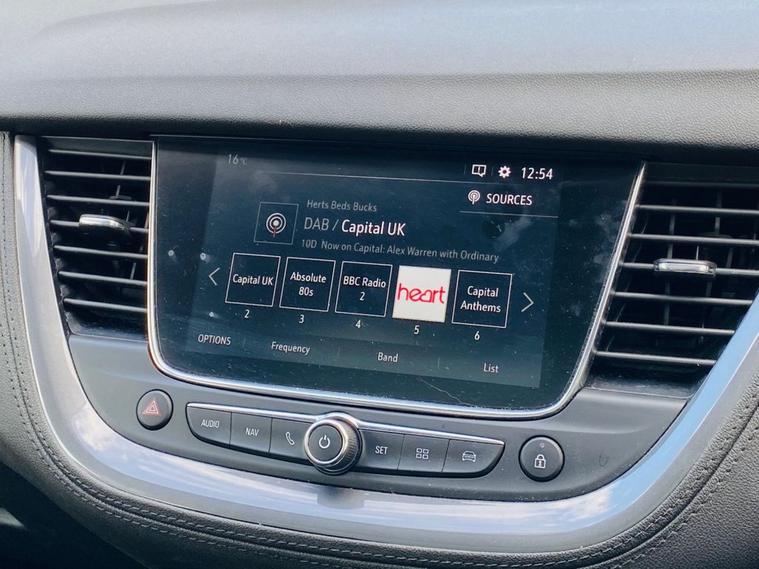 16°C
12:54
SOURCES
Herts Beds Bucks
DAB / Capital UK
10D Now on Capital: Alex Warren with Ordinary
Capital UK
Absolute
80s
BBC Radio
2
heart
Capital
Anthems
2 3 4 5 6
OPTIONS Frequency Band List
AUDIO NAV SET